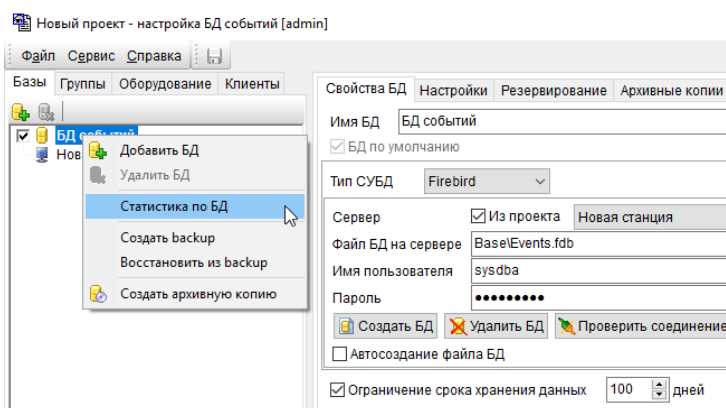 Новый проект - настройка БД событий [admin]
Файл Сервис Справка
Базы Группы Оборудование Клиенты
БД событий
Нов
Добавить БД
Удалить БД
Статистика по БД
Создать backup
Восстановить из backup
Создать архивную копию
Свойства БД Настройки Резервирование Архивные копии
Имя БД БД событий
БД по умолчанию
Тип СУБД Firebird
Сервер Из проекта Новая станция
Файл БД на сервере Base\Events.fdb
Имя пользователя sysdba
Пароль •••••••••
Создать БД Удалить БД Проверить соединение
Автосоздание файла БД
Ограничение срока хранения данных 100 дней